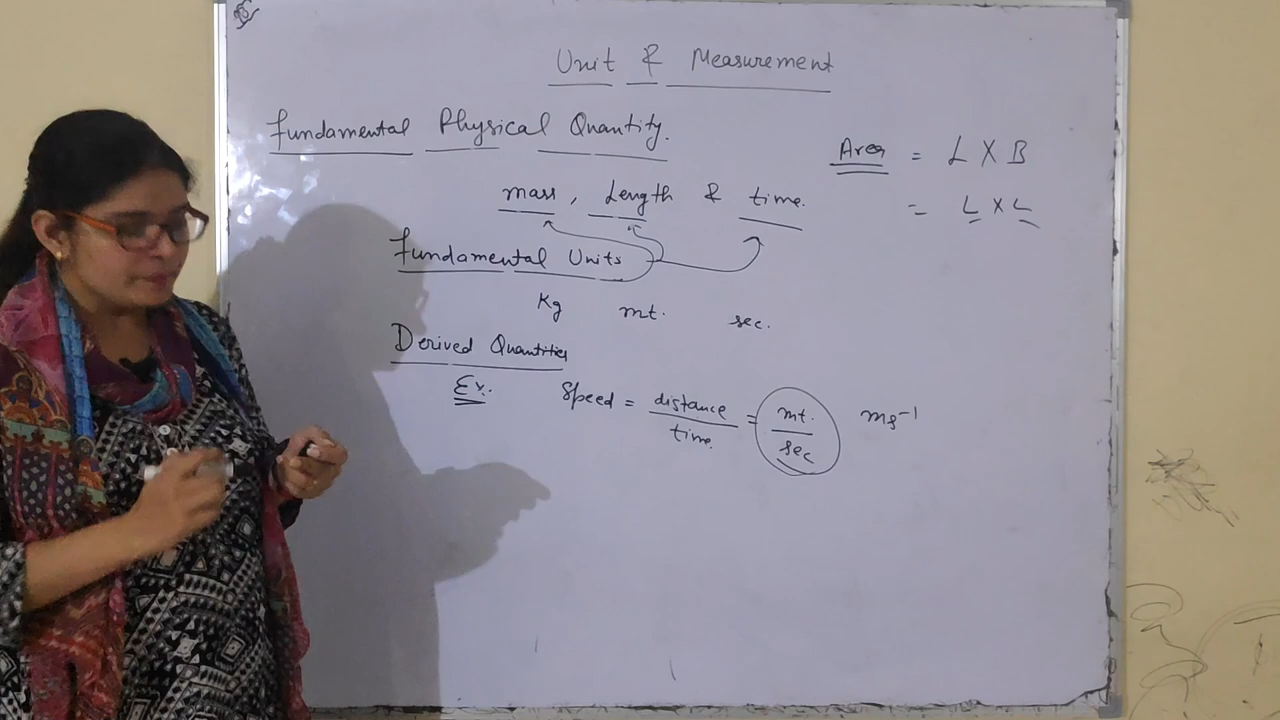 Unit & Measurement
Fundamental Physical Quantity.
mass, Length & time.
Fundamental Units
Kg mt. sec.
Derived Quantities
Ex. Speed = distance/time = mt./sec ms⁻¹
Area = L X B
= L X L